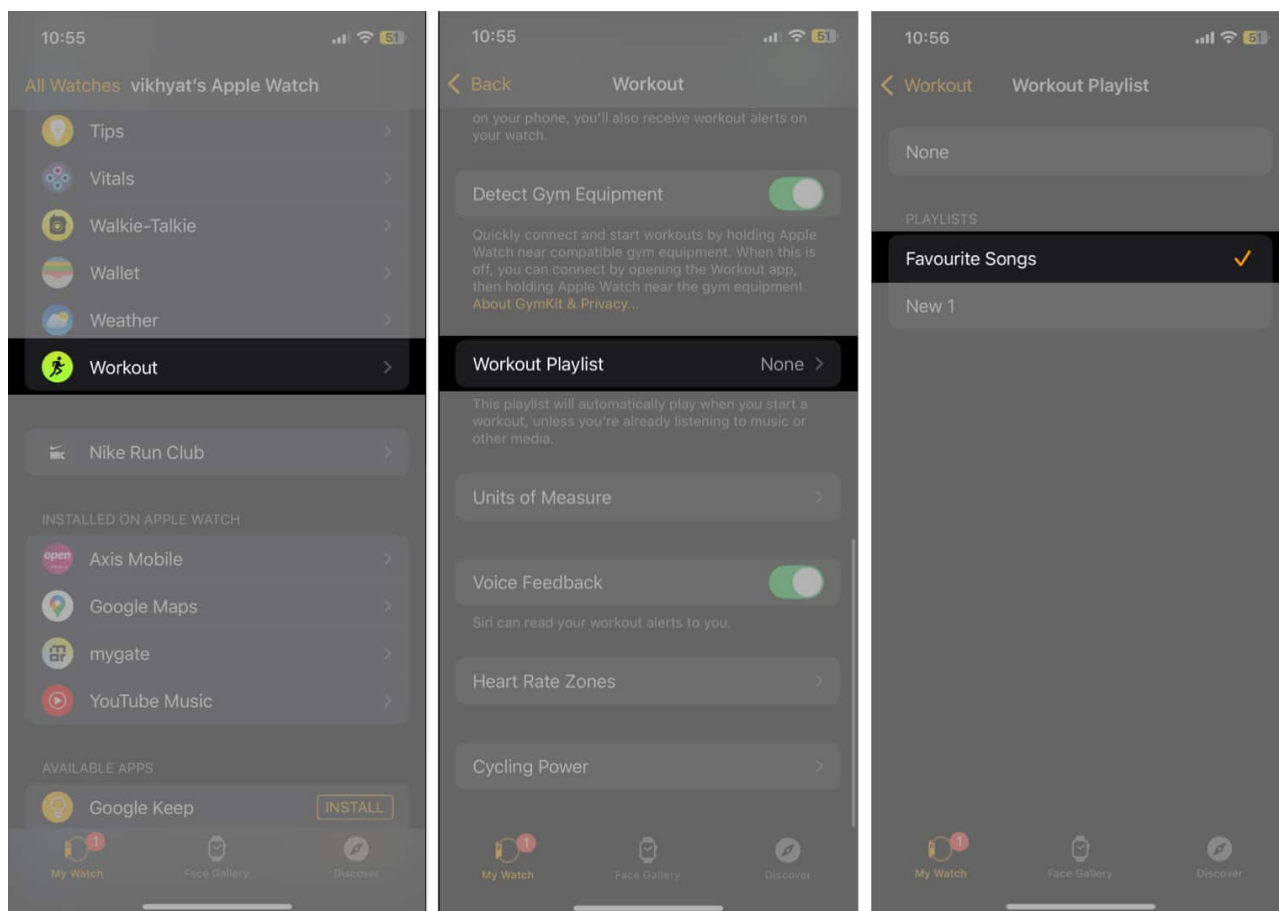 10:55
51
All Watches vikhyat's Apple Watch
Tips
Vitals
Walkie-Talkie
Wallet
Weather
Workout
NRC
Nike Run Club
INSTALLED ON APPLE WATCH
open
Axis Mobile
Google Maps
mygate
YouTube Music
AVAILABLE APPS
Google Keep INSTALL
1
My Watch Face Gallery Discover
10:55
51
Back Workout
on your phone, you'll also receive workout alerts on
your watch.
Detect Gym Equipment
Quickly connect and start workouts by holding Apple
Watch near compatible gym equipment. When this is
off, you can connect by opening the Workout app,
then holding Apple Watch near the gym equipment.
About GymKit & Privacy...
Workout Playlist None
This playlist will automatically play when you start a
workout, unless you're already listening to music or
other media.
Units of Measure
Voice Feedback
Siri can read your workout alerts to you.
Heart Rate Zones
Cycling Power
1
My Watch Face Gallery Discover
10:56
51
Workout Workout Playlist
None
PLAYLISTS
Favourite Songs
New 1
1
My Watch Face Gallery Discover